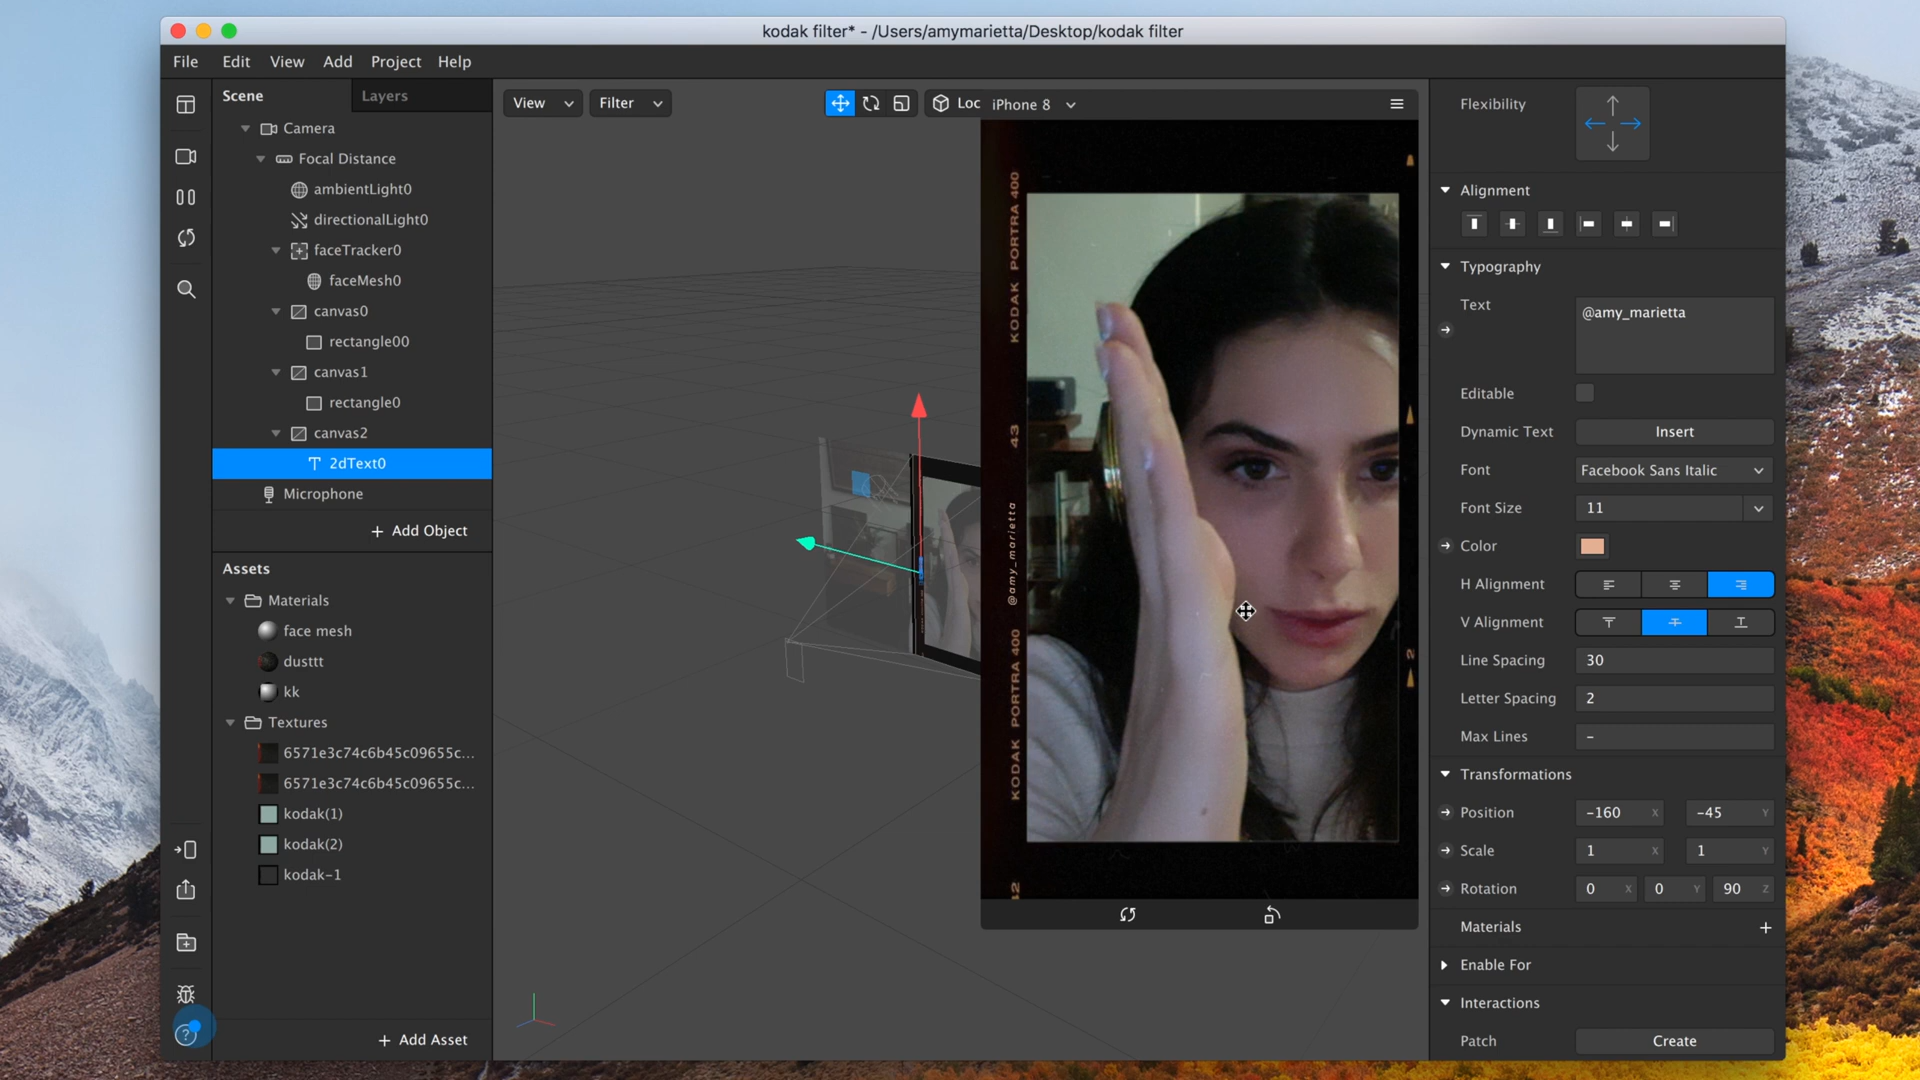 kodak filter* - /Users/amymarietta/Desktop/kodak filter
File Edit View Add Project Help
Scene
Layers
Camera
Focal Distance
ambientLight0
directionalLight0
faceTracker0
faceMesh0
canvas0
rectangle00
canvas1
rectangle0
canvas2
2dText0
Microphone
+ Add Object
Assets
Materials
face mesh
dusttt
kk
Textures
6571e3c74c6b45c09655c...
6571e3c74c6b45c09655c...
kodak(1)
kodak(2)
kodak-1
+ Add Asset
View
Filter
Loc
iPhone 8
KODAK PORTRA 400
43
@amy_marietta
KODAK PORTRA 400
2
Flexibility
Alignment
Typography
Text
@amy_marietta
Editable
Dynamic Text Insert
Font Facebook Sans Italic
Font Size 11
Color
H Alignment
V Alignment
Line Spacing 30
Letter Spacing 2
Max Lines –
Transformations
Position -160 X -45 Y
Scale 1 X 1 Y
Rotation 0 X 0 Y 90 Z
Materials +
Enable For
Interactions
Patch Create